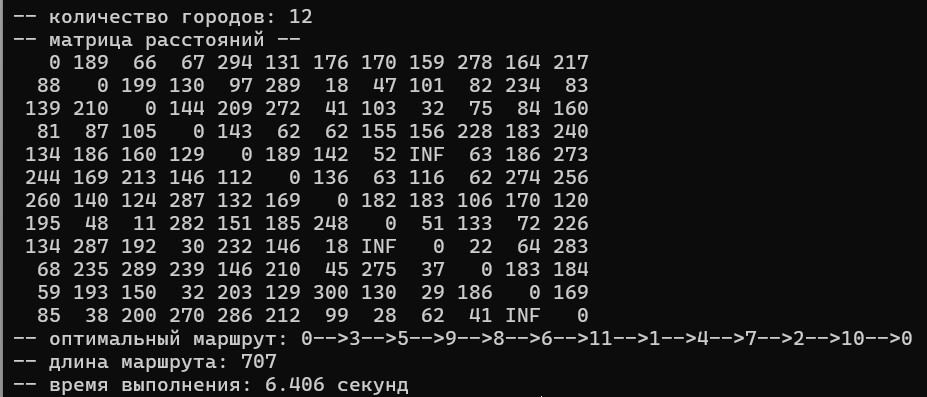 -- количество городов: 12
-- матрица расстояний --
0 189 66 67 294 131 176 170 159 278 164 217
88 0 199 130 97 289 18 47 101 82 234 83
139 210 0 144 209 272 41 103 32 75 84 160
81 87 105 0 143 62 62 155 156 228 183 240
134 186 160 129 0 189 142 52 INF 63 186 273
244 169 213 146 112 0 136 63 116 62 274 256
260 140 124 287 132 169 0 182 183 106 170 120
195 48 11 282 151 185 248 0 51 133 72 226
134 287 192 30 232 146 18 INF 0 22 64 283
68 235 289 239 146 210 45 275 37 0 183 184
59 193 150 32 203 129 300 130 29 186 0 169
85 38 200 270 286 212 99 28 62 41 INF 0
-- оптимальный маршрут: 0-->3-->5-->9-->8-->6-->11-->1-->4-->7-->2-->10-->0
-- длина маршрута: 707
-- время выполнения: 6.406 секунд